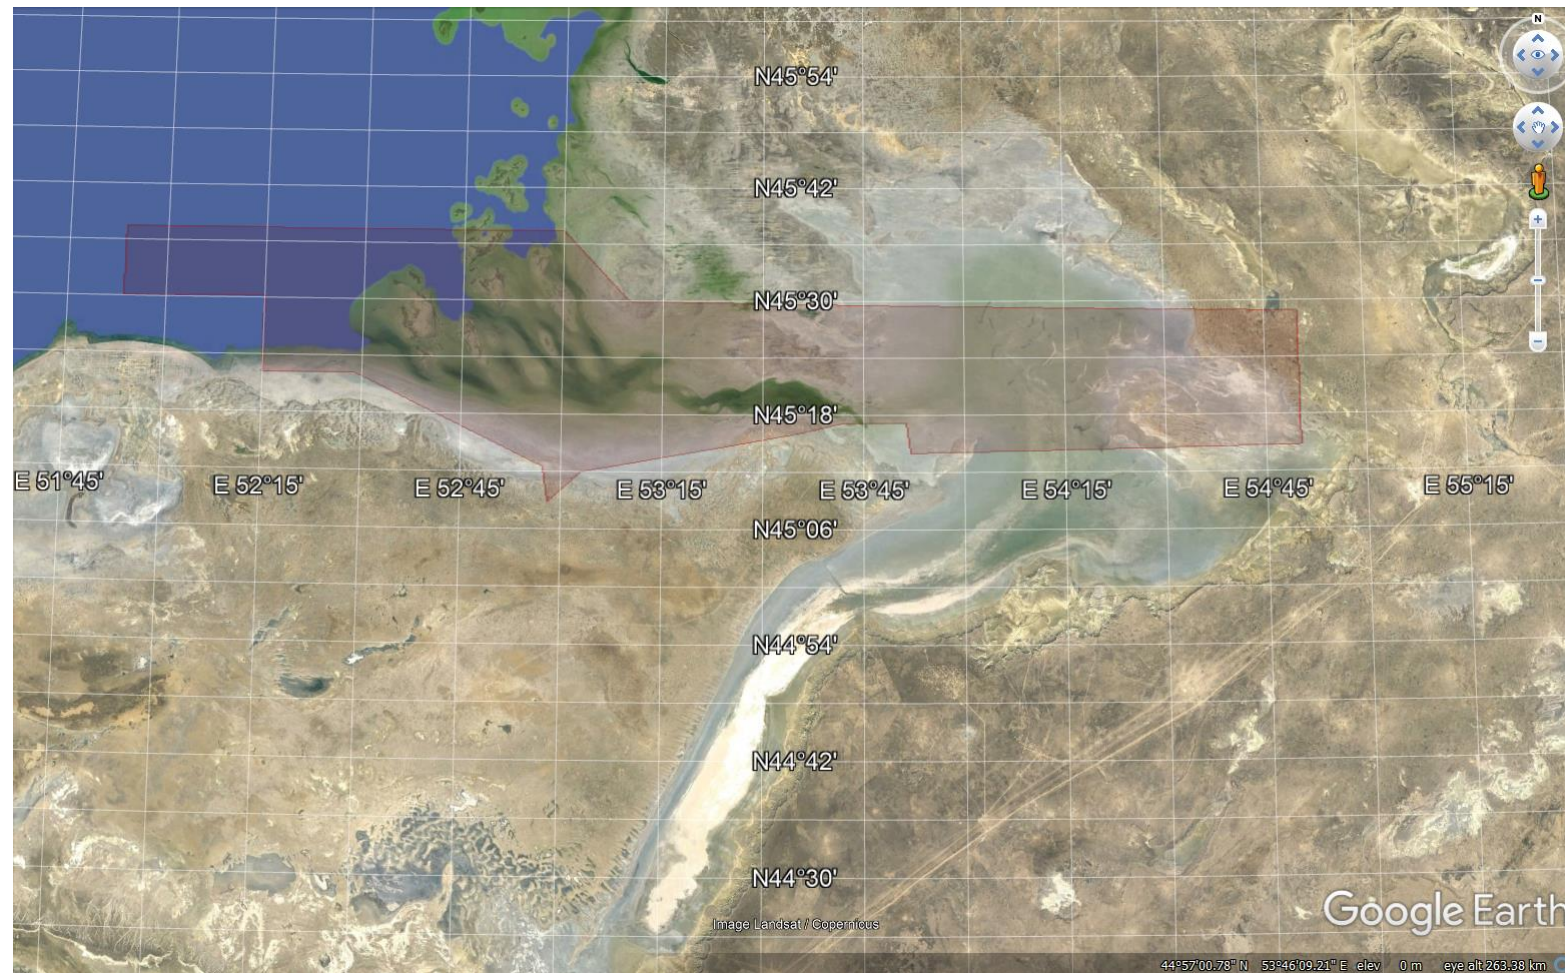 N
N45°54'
N45°42'
N45°30'
N45°18'
E 51°45' E 52°15' E 52°45' E 53°15' E 53°45' E 54°15' E 54°45' E 55°15'
N45°06'
N44°54'
N44°42'
N44°30'
Image Landsat / Copernicus
Google Earth
44°57'00.78" N 53°46'09.21" E elev 0 m eye alt 263.38 km